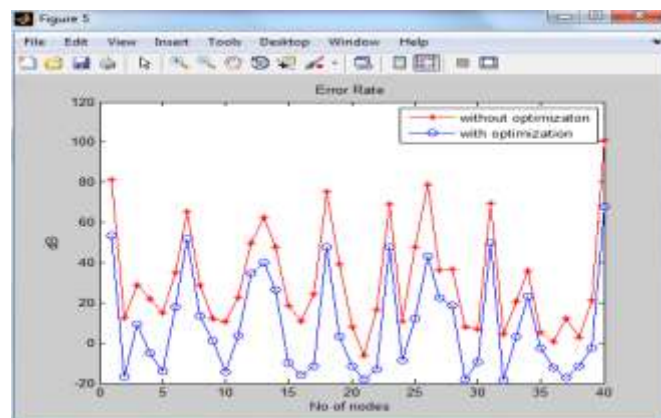 Figure 5
File Edit View Insert Tools Desktop Window Help
Error Rate
120
100
80
60
40
20
0
-20
dB
without optimizaton
with optimization
0 5 10 15 20 25 30 35 40
No of nodes